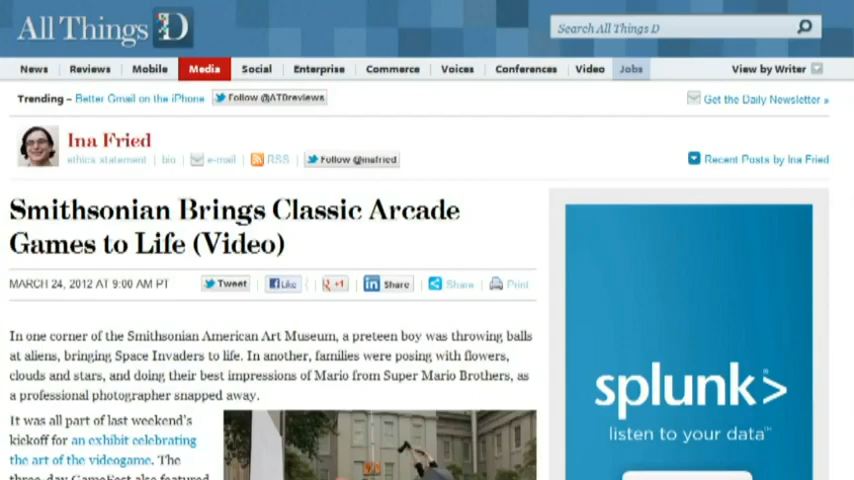 All Things D
Search All Things D
News Reviews Mobile Media Social Enterprise Commerce Voices Conferences Video Jobs View by Writer
Trending – Better Gmail on the iPhone Follow @ATDreviews Get the Daily Newsletter »
Ina Fried
ethics statement | bio | e-mail RSS Follow @inafried Recent Posts by Ina Fried
Smithsonian Brings Classic Arcade
Games to Life (Video)
MARCH 24, 2012 AT 9:00 AM PT Tweet Like +1 in Share Share Print
In one corner of the Smithsonian American Art Museum, a preteen boy was throwing balls
at aliens, bringing Space Invaders to life. In another, families were posing with flowers,
clouds and stars, and doing their best impressions of Mario from Super Mario Brothers, as
a professional photographer snapped away.
It was all part of last weekend's
kickoff for an exhibit celebrating
the art of the videogame. The
three-day GameFest also featured
splunk>
listen to your data™